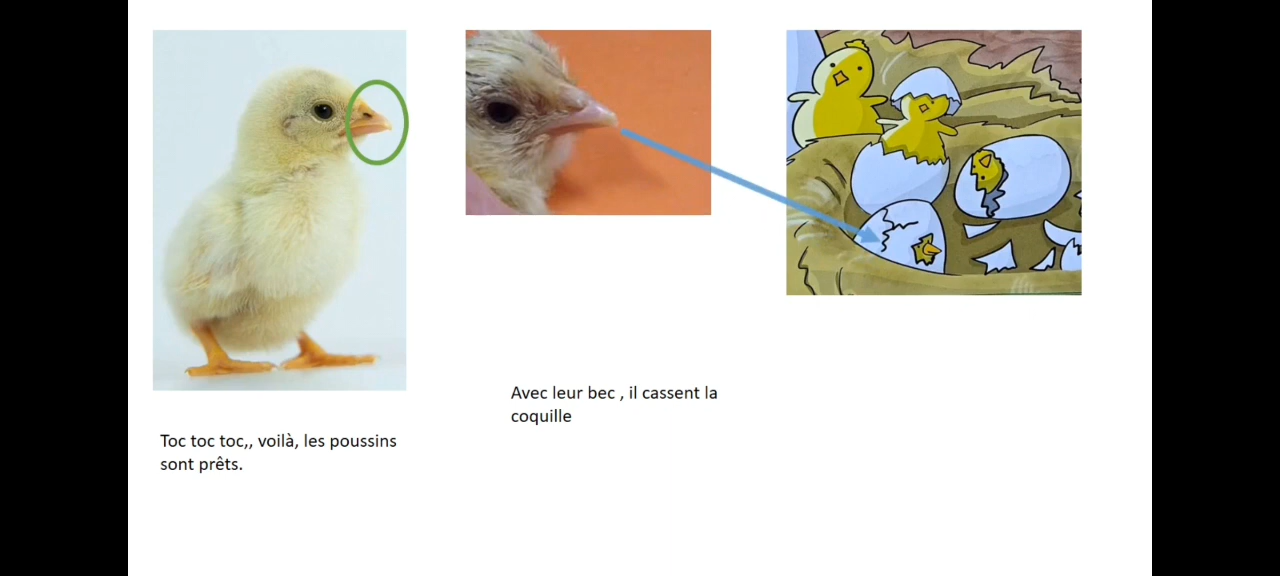 Toc toc toc,, voilà, les poussins
sont prêts.
Avec leur bec , il cassent la
coquille